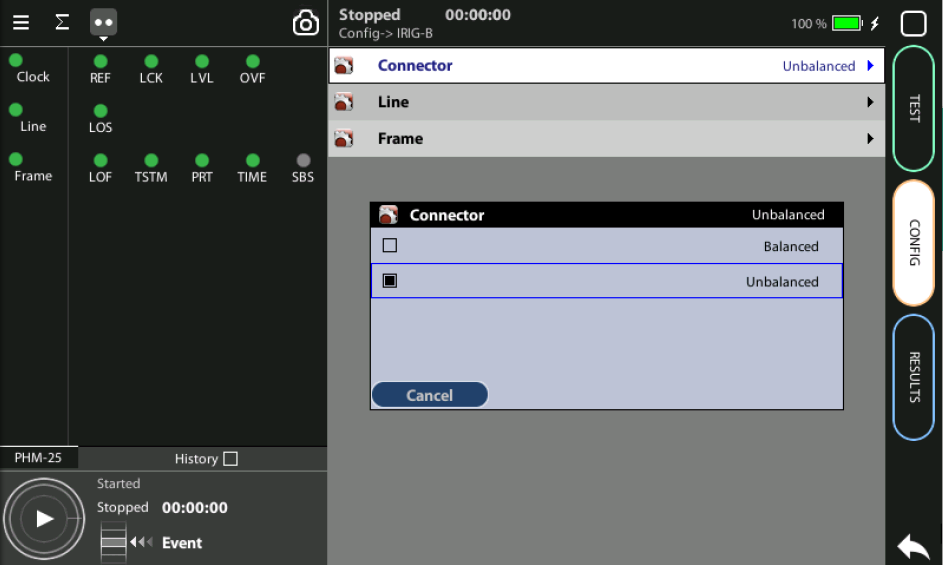 Σ
Stopped 00:00:00
Config-> IRIG-B
100 %
Clock REF LCK LVL OVF
Line LOS
Frame LOF TSTM PRT TIME SBS
Connector Unbalanced
Line
Frame
Connector Unbalanced
Balanced
Unbalanced
Cancel
TEST
CONFIG
RESULTS
PHM-25 History
Started
Stopped 00:00:00
Event